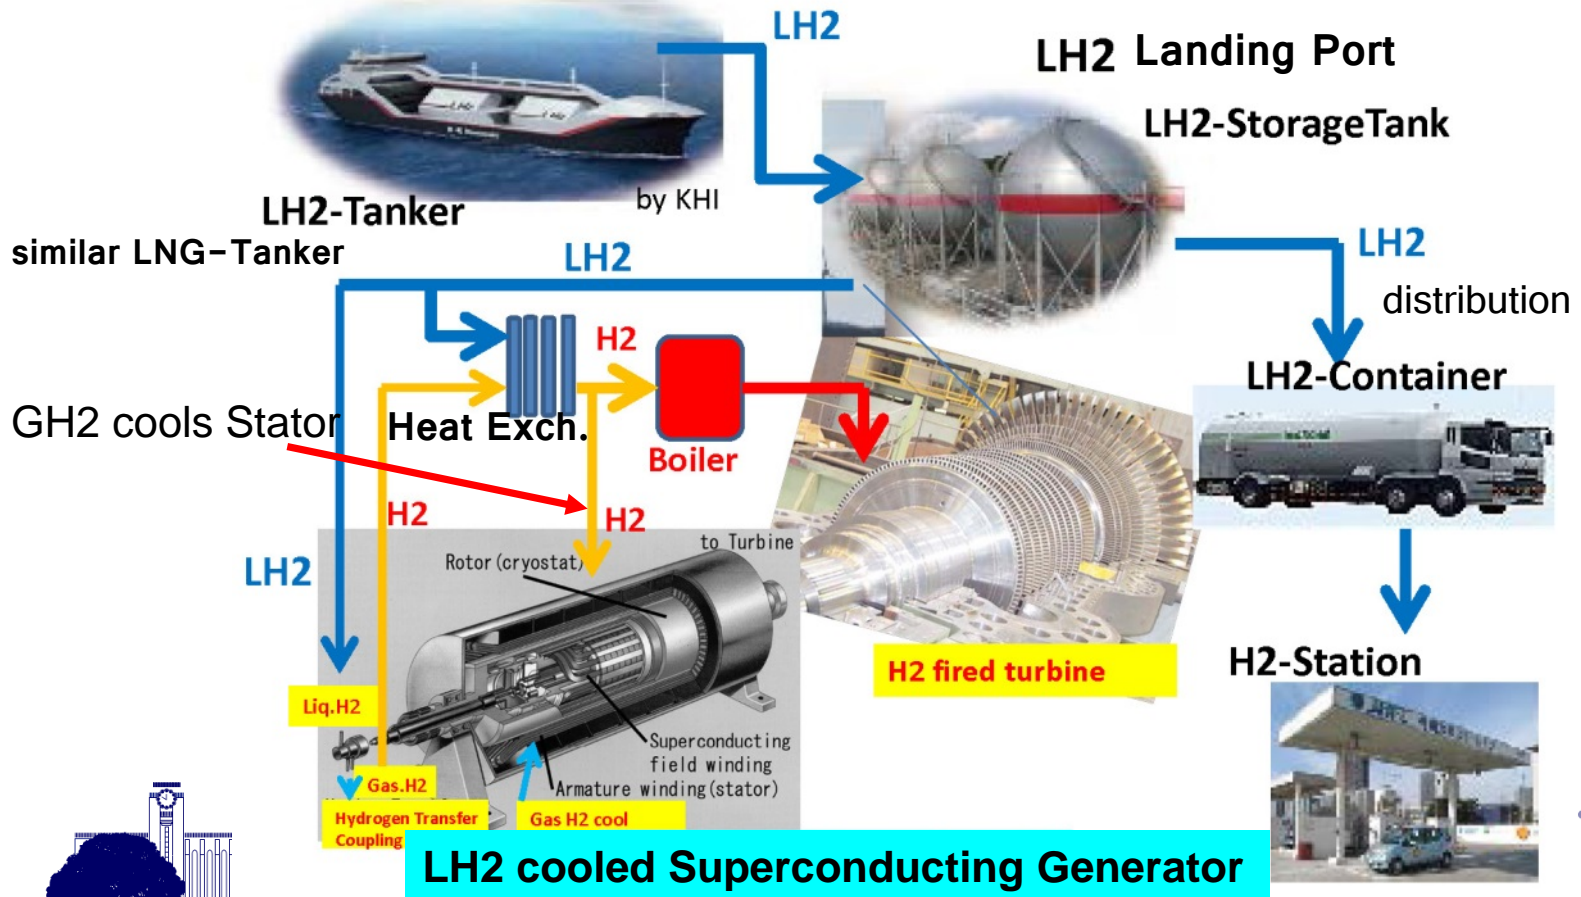 LH2
LH2 Landing Port
LH2-StorageTank
by KHI
LH2-Tanker
similar LNG-Tanker
LH2
LH2
distribution
H2
LH2-Container
GH2 cools Stator
Heat Exch.
Boiler
H2
H2
to Turbine
Rotor(cryostat)
LH2
H2 fired turbine
H2-Station
Liq.H2
Superconducting
field winding
Gas.H2
Armature winding(stator)
Hydrogen Transfer
Coupling
Gas H2 cool
LH2 cooled Superconducting Generator